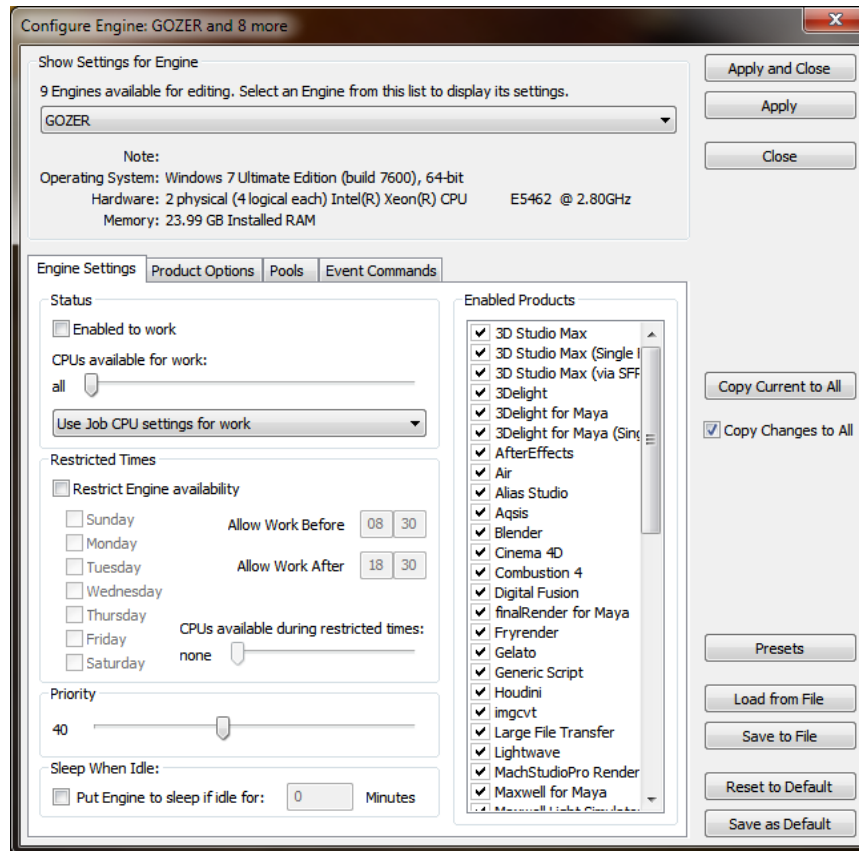 Configure Engine: GOZER and 8 more
Show Settings for Engine
9 Engines available for editing. Select an Engine from this list to display its settings.
GOZER
Note:
Operating System: Windows 7 Ultimate Edition (build 7600), 64-bit
Hardware: 2 physical (4 logical each) Intel(R) Xeon(R) CPU E5462 @ 2.80GHz
Memory: 23.99 GB Installed RAM
Apply and Close
Apply
Close
Engine Settings Product Options Pools Event Commands
Status
Enabled to work
CPUs available for work:
all
Use Job CPU settings for work
Restricted Times
Restrict Engine availability
Sunday
Monday
Tuesday
Wednesday
Thursday
Friday
Saturday
Allow Work Before 08 30
Allow Work After 18 30
CPUs available during restricted times:
none
Priority
40
Sleep When Idle:
Put Engine to sleep if idle for: 0 Minutes
Enabled Products
3D Studio Max
3D Studio Max (Single
3D Studio Max (via SFF
3Delight
3Delight for Maya
3Delight for Maya (Sing
AfterEffects
Air
Alias Studio
Aqsis
Blender
Cinema 4D
Combustion 4
Digital Fusion
finalRender for Maya
Fryrender
Gelato
Generic Script
Houdini
imgcvt
Large File Transfer
Lightwave
MachStudioPro Render
Maxwell for Maya
Copy Current to All
Copy Changes to All
Presets
Load from File
Save to File
Reset to Default
Save as Default